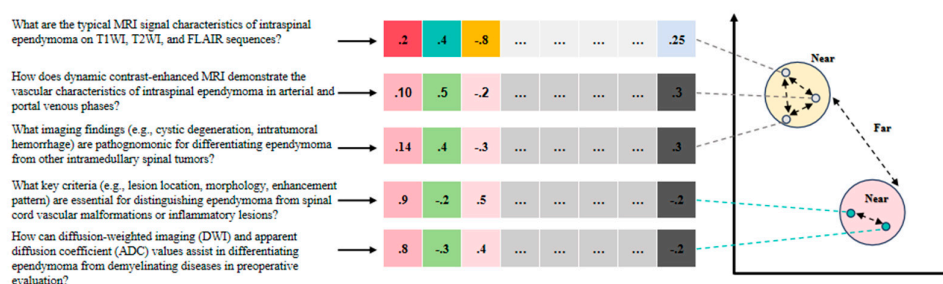 What are the typical MRI signal characteristics of intraspinal
ependymoma on T1WI, T2WI, and FLAIR sequences?
.2 .4 -.8 ... ... ... ... .25
How does dynamic contrast-enhanced MRI demonstrate the
vascular characteristics of intraspinal ependymoma in arterial and
portal venous phases?
.10 .5 -.2 ... ... ... ... .3
What imaging findings (e.g., cystic degeneration, intratumoral
hemorrhage) are pathognomonic for differentiating ependymoma
from other intramedullary spinal tumors?
.14 .4 -.3 ... ... ... ... .3
What key criteria (e.g., lesion location, morphology, enhancement
pattern) are essential for distinguishing ependymoma from spinal
cord vascular malformations or inflammatory lesions?
.9 -.2 .5 ... ... ... ... -.2
How can diffusion-weighted imaging (DWI) and apparent
diffusion coefficient (ADC) values assist in differentiating
ependymoma from demyelinating diseases in preoperative
evaluation?
.8 -.3 .4 ... ... ... ... -.2
Near
Far
Near